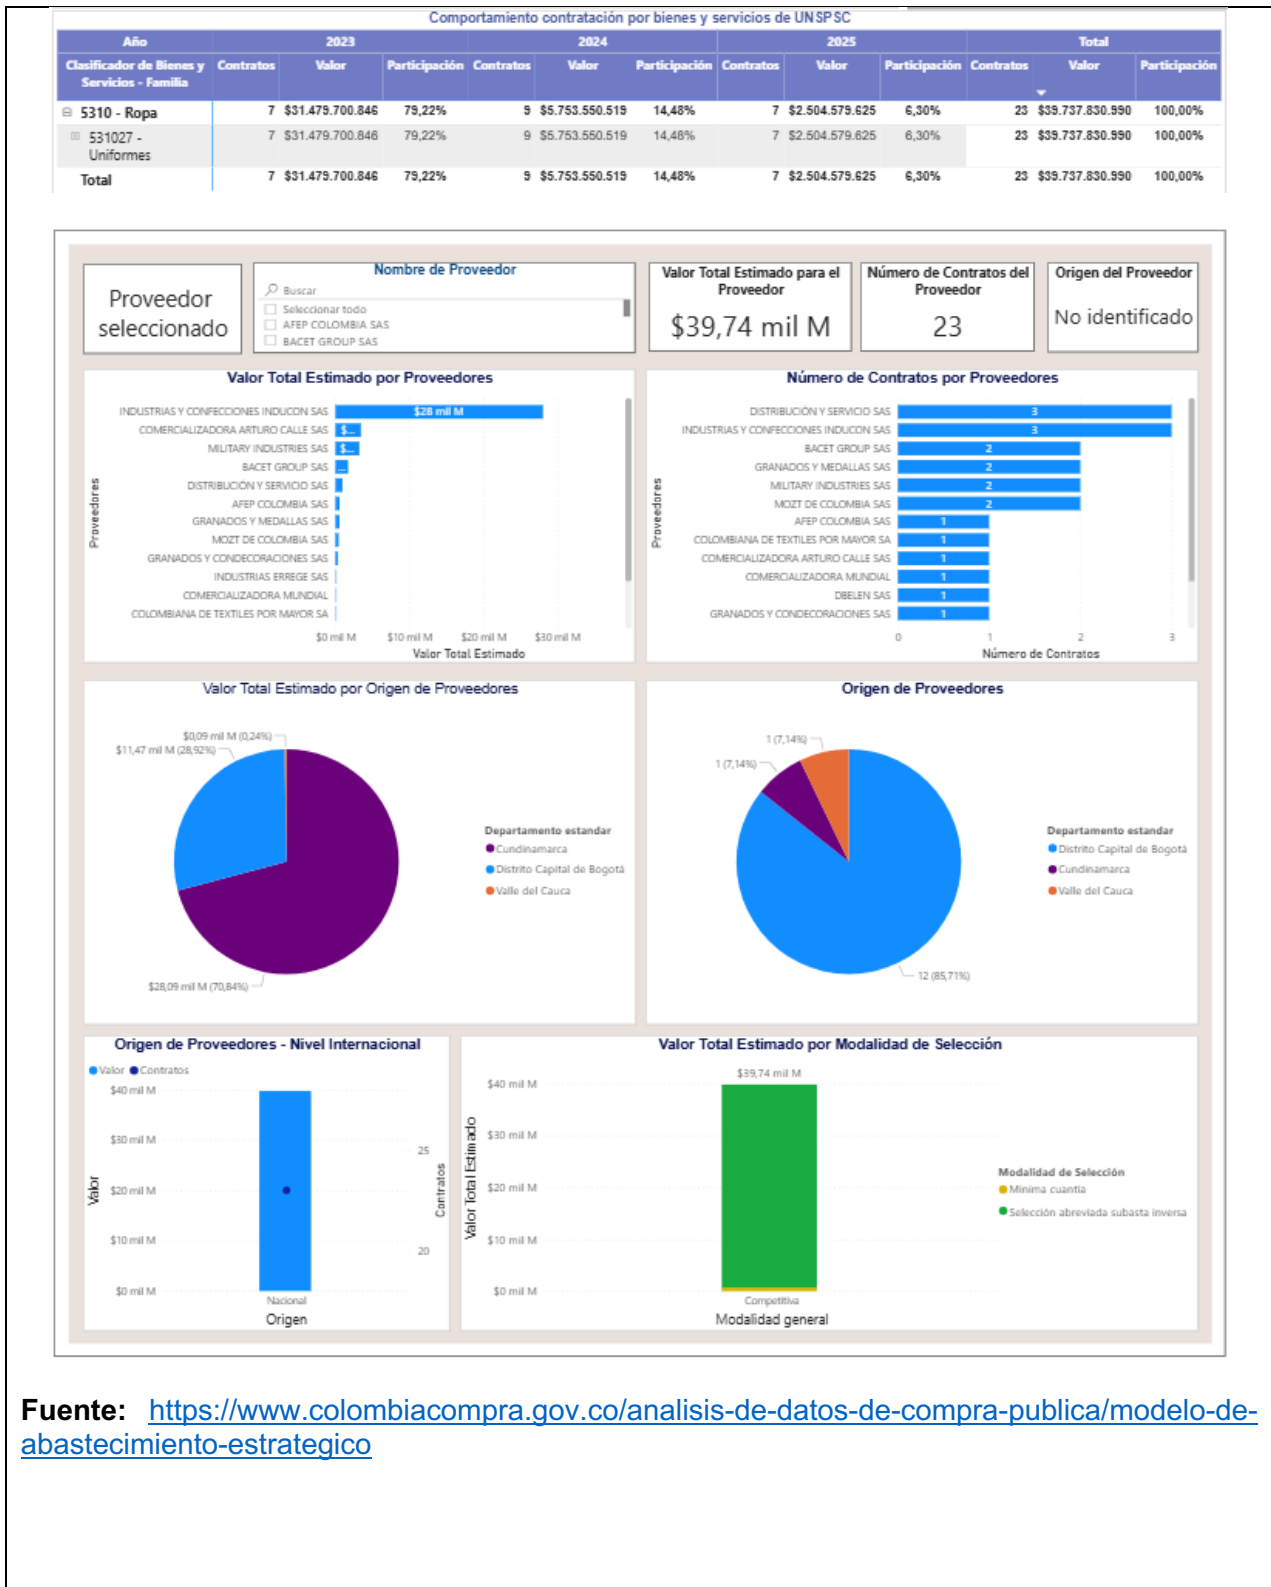 Comportamiento contratación por bienes y servicios de UNSPSC
Año 2023 2024 2025 Total
Clasificador de Bienes y Servicios - Familia Contratos Valor Participación Contratos Valor Participación Contratos Valor Participación Contratos Valor Participación
5310 - Ropa 7 $31.479.700.846 79,22% 9 $5.753.550.519 14,48% 7 $2.504.579.625 6,30% 23 $39.737.830.990 100,00%
531027 - Uniformes 7 $31.479.700.846 79,22% 9 $5.753.550.519 14,48% 7 $2.504.579.625 6,30% 23 $39.737.830.990 100,00%
Total 7 $31.479.700.846 79,22% 9 $5.753.550.519 14,48% 7 $2.504.579.625 6,30% 23 $39.737.830.990 100,00%
Proveedor
seleccionado
Nombre de Proveedor
Buscar
Seleccionar todo
AFEP COLOMBIA SAS
BACET GROUP SAS
Valor Total Estimado para el
Proveedor
$39,74 mil M
Número de Contratos del
Proveedor
23
Origen del Proveedor
No identificado
Valor Total Estimado por Proveedores
Proveedores
INDUSTRIAS Y CONFECCIONES INDUCON SAS $28 mil M
COMERCIALIZADORA ARTURO CALLE SAS $...
MILITARY INDUSTRIES SAS $...
BACET GROUP SAS ...
DISTRIBUCIÓN Y SERVICIO SAS
AFEP COLOMBIA SAS
GRANADOS Y MEDALLAS SAS
MOZT DE COLOMBIA SAS
GRANADOS Y CONDECORACIONES SAS
INDUSTRIAS ERREGE SAS
COMERCIALIZADORA MUNDIAL
COLOMBIANA DE TEXTILES POR MAYOR SA
$0 mil M $10 mil M $20 mil M $30 mil M
Valor Total Estimado
Número de Contratos por Proveedores
Proveedores
DISTRIBUCIÓN Y SERVICIO SAS 3
INDUSTRIAS Y CONFECCIONES INDUCON SAS 3
BACET GROUP SAS 2
GRANADOS Y MEDALLAS SAS 2
MILITARY INDUSTRIES SAS 2
MOZT DE COLOMBIA SAS 2
AFEP COLOMBIA SAS 1
COLOMBIANA DE TEXTILES POR MAYOR SA 1
COMERCIALIZADORA ARTURO CALLE SAS 1
COMERCIALIZADORA MUNDIAL 1
DBELEN SAS 1
GRANADOS Y CONDECORACIONES SAS 1
0 1 2 3
Número de Contratos
Valor Total Estimado por Origen de Proveedores
$0,09 mil M (0,24%)
$11,47 mil M (28,92%)
$28,09 mil M (70,84%)
Departamento estandar
Cundinamarca
Distrito Capital de Bogotá
Valle del Cauca
Origen de Proveedores
1 (7,14%)
1 (7,14%)
12 (85,71%)
Departamento estandar
Distrito Capital de Bogotá
Cundinamarca
Valle del Cauca
Origen de Proveedores - Nivel Internacional
Valor Contratos
$40 mil M
$30 mil M
$20 mil M
$10 mil M
$0 mil M
Valor
25
20
Contratos
Nacional
Origen
Valor Total Estimado por Modalidad de Selección
$39,74 mil M
$40 mil M
$30 mil M
$20 mil M
$10 mil M
$0 mil M
Valor Total Estimado
Competitiva
Modalidad general
Modalidad de Selección
Mínima cuantía
Selección abreviada subasta inversa
Fuente: https://www.colombiacompra.gov.co/analisis-de-datos-de-compra-publica/modelo-de-
abastecimiento-estrategico